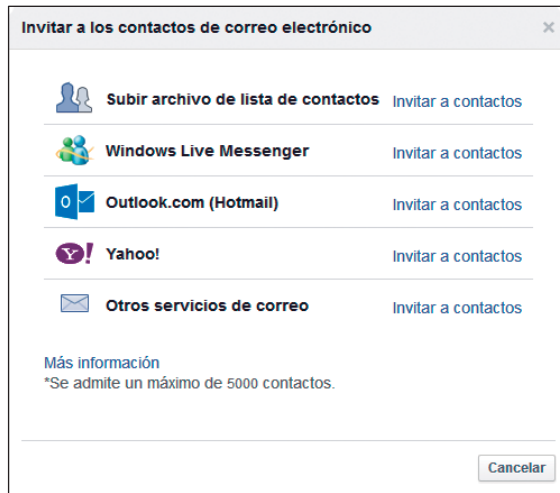 Invitar a los contactos de correo electrónico ×
Subir archivo de lista de contactos Invitar a contactos
Windows Live Messenger Invitar a contactos
Outlook.com (Hotmail) Invitar a contactos
Yahoo! Invitar a contactos
Otros servicios de correo Invitar a contactos
Más información
*Se admite un máximo de 5000 contactos.
Cancelar